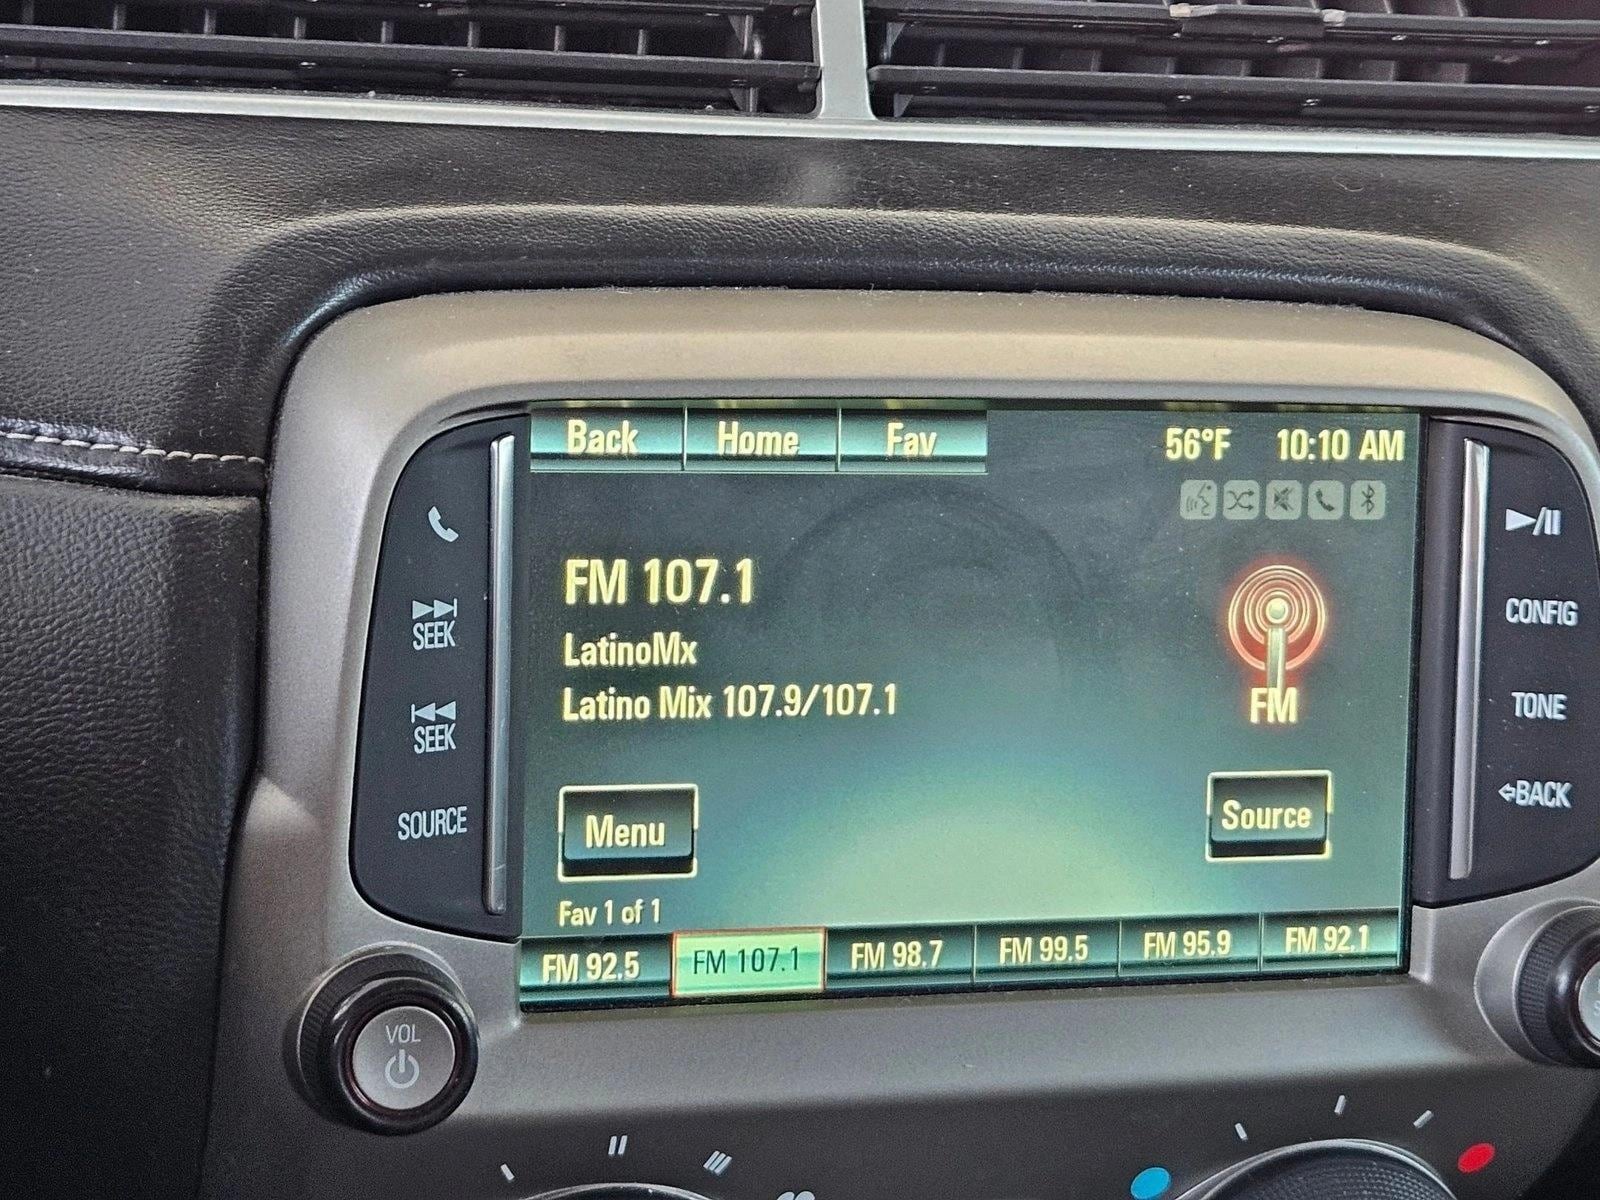 Back Home Fav 56°F 10:10 AM
SEEK
SEEK
SOURCE
FM 107.1
LatinoMx
Latino Mix 107.9/107.1
FM
Menu
Source
Fav 1 of 1
FM 92.5 FM 107.1 FM 98.7 FM 99.5 FM 95.9 FM 92.1
CONFIG
TONE
BACK
VOL